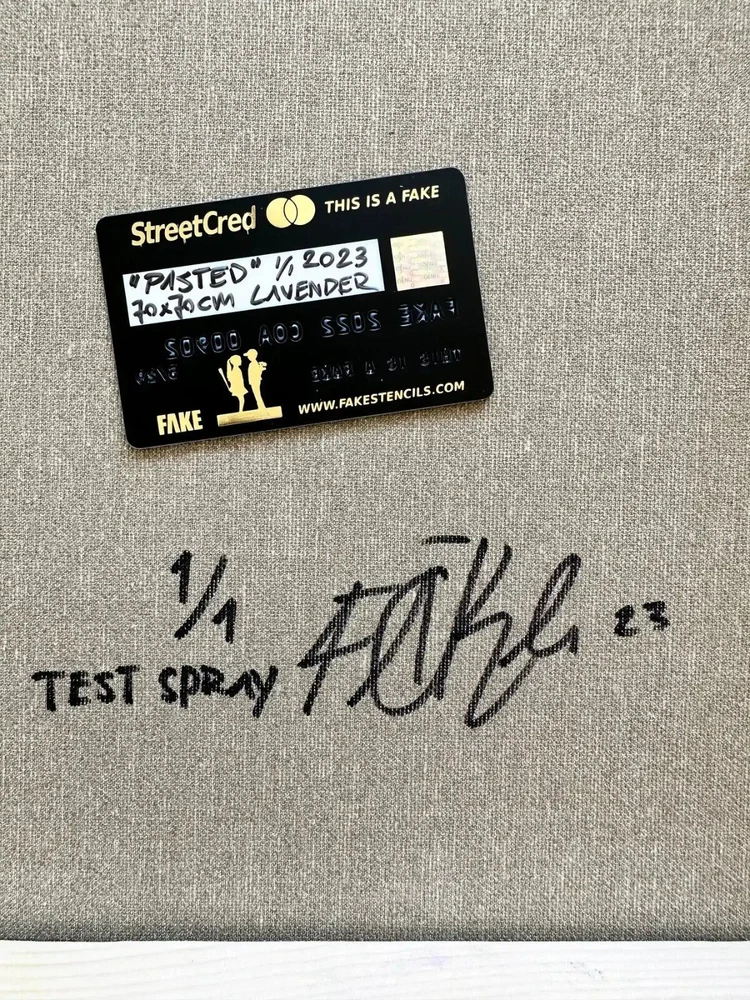 StreetCred THIS IS A FAKE
"PASTED" 1/1 2023
70x70cm LAVENDER
FAKE 2022 COA 00902
THIS IS A FAKE
FAKE WWW.FAKESTENCILS.COM
1/1
TEST SPRAY FAKE 23